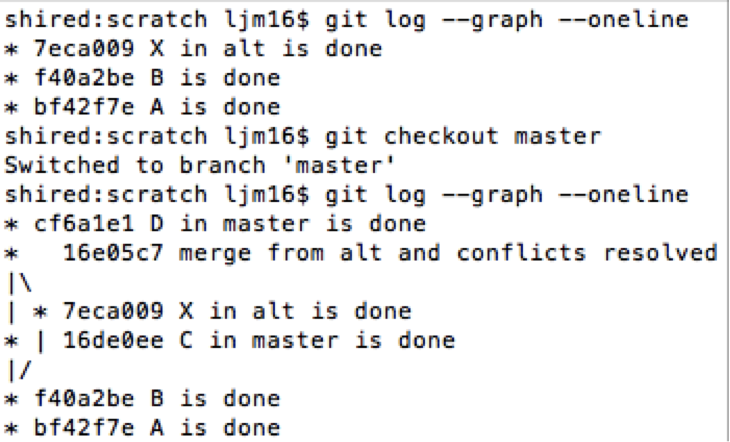 shired:scratch ljm16$ git log --graph --oneline
* 7eca009 X in alt is done
* f40a2be B is done
* bf42f7e A is done
shired:scratch ljm16$ git checkout master
Switched to branch 'master'
shired:scratch ljm16$ git log --graph --oneline
* cf6a1e1 D in master is done
*   16e05c7 merge from alt and conflicts resolved
|\
| * 7eca009 X in alt is done
* | 16de0ee C in master is done
|/
* f40a2be B is done
* bf42f7e A is done